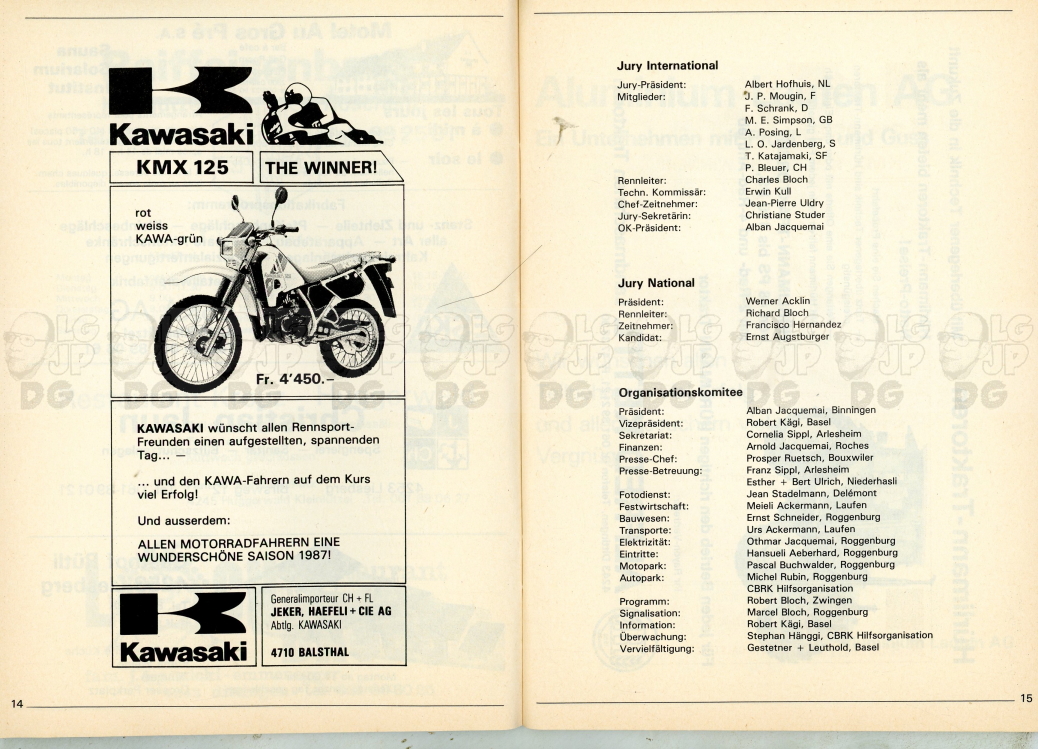 Kawasaki
KMX 125
THE WINNER!
rot
weiss
KAWA-grün
Fr. 4'450.–
KAWASAKI wünscht allen Rennsport-
Freunden einen aufgestellten, spannenden
Tag... —
... und den KAWA-Fahrern auf dem Kurs
viel Erfolg!
Und ausserdem:
ALLEN MOTORRADFAHRERN EINE
WUNDERSCHÖNE SAISON 1987!
Kawasaki
Generalimporteur CH + FL
JEKER, HAEFELI + CIE AG
Abtlg. KAWASAKI
4710 BALSTHAL
14
Jury International
Jury-Präsident: Albert Hofhuis, NL
Mitglieder: J. P. Mougin, F
F. Schrank, D
M. E. Simpson, GB
A. Posing, L
L. O. Jardenberg, S
T. Katajamaki, SF
P. Bleuer, CH
Rennleiter: Charles Bloch
Techn. Kommissär: Erwin Kull
Chef-Zeitnehmer: Jean-Pierre Uldry
Jury-Sekretärin: Christiane Studer
OK-Präsident: Alban Jacquemai
Jury National
Präsident: Werner Acklin
Rennleiter: Richard Bloch
Zeitnehmer: Francisco Hernandez
Kandidat: Ernst Augstburger
Organisationskomitee
Präsident: Alban Jacquemai, Binningen
Vizepräsident: Robert Kägi, Basel
Sekretariat: Cornelia Sippl, Arlesheim
Finanzen: Arnold Jacquemai, Roches
Presse-Chef: Prosper Ruetsch, Bouxwiler
Presse-Betreuung: Franz Sippl, Arlesheim
Esther + Bert Ulrich, Niederhasli
Fotodienst: Jean Stadelmann, Delémont
Festwirtschaft: Meieli Ackermann, Laufen
Bauwesen: Ernst Schneider, Roggenburg
Transporte: Urs Ackermann, Laufen
Elektrizität: Othmar Jacquemai, Roggenburg
Eintritte: Hansueli Aeberhard, Roggenburg
Motopark: Pascal Buchwalder, Roggenburg
Autopark: Michel Rubin, Roggenburg
CBRK Hilfsorganisation
Programm: Robert Bloch, Zwingen
Signalisation: Marcel Bloch, Roggenburg
Information: Robert Kägi, Basel
Überwachung: Stephan Hänggi, CBRK Hilfsorganisation
Vervielfältigung: Gestetner + Leuthold, Basel
15
LG JP DG